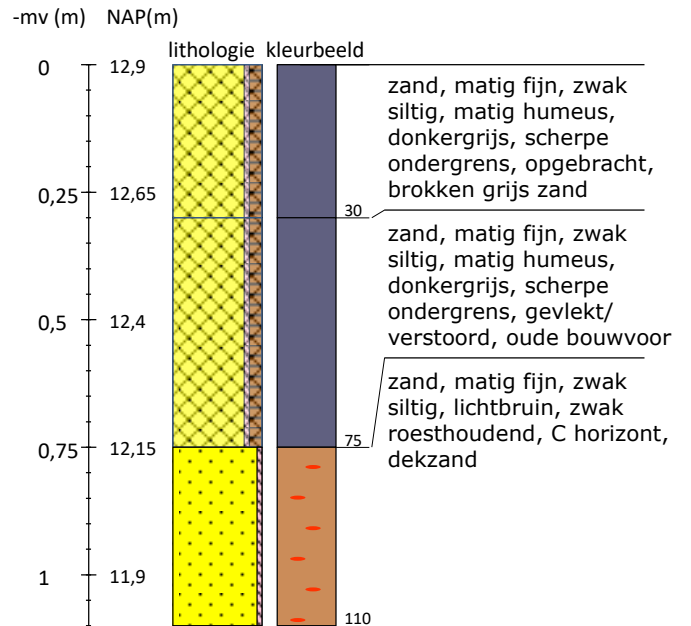 -mv (m) NAP(m)
lithologie kleurbeeld
0 12,9
zand, matig fijn, zwak
siltig, matig humeus,
donkergrijs, scherpe
ondergrens, opgebracht,
brokken grijs zand
0,25 12,65
30
zand, matig fijn, zwak
siltig, matig humeus,
donkergrijs, scherpe
ondergrens, gevlekt/
verstoord, oude bouwvoor
0,5 12,4
zand, matig fijn, zwak
siltig, lichtbruin, zwak
roesthoudend, C horizont,
dekzand
0,75 12,15
75
1 11,9
110